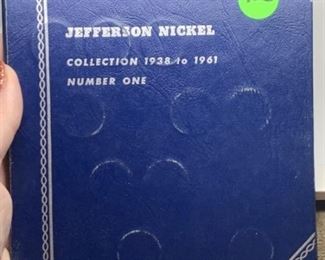 JEFFERSON NICKEL
COLLECTION 1938 to 1961
NUMBER ONE